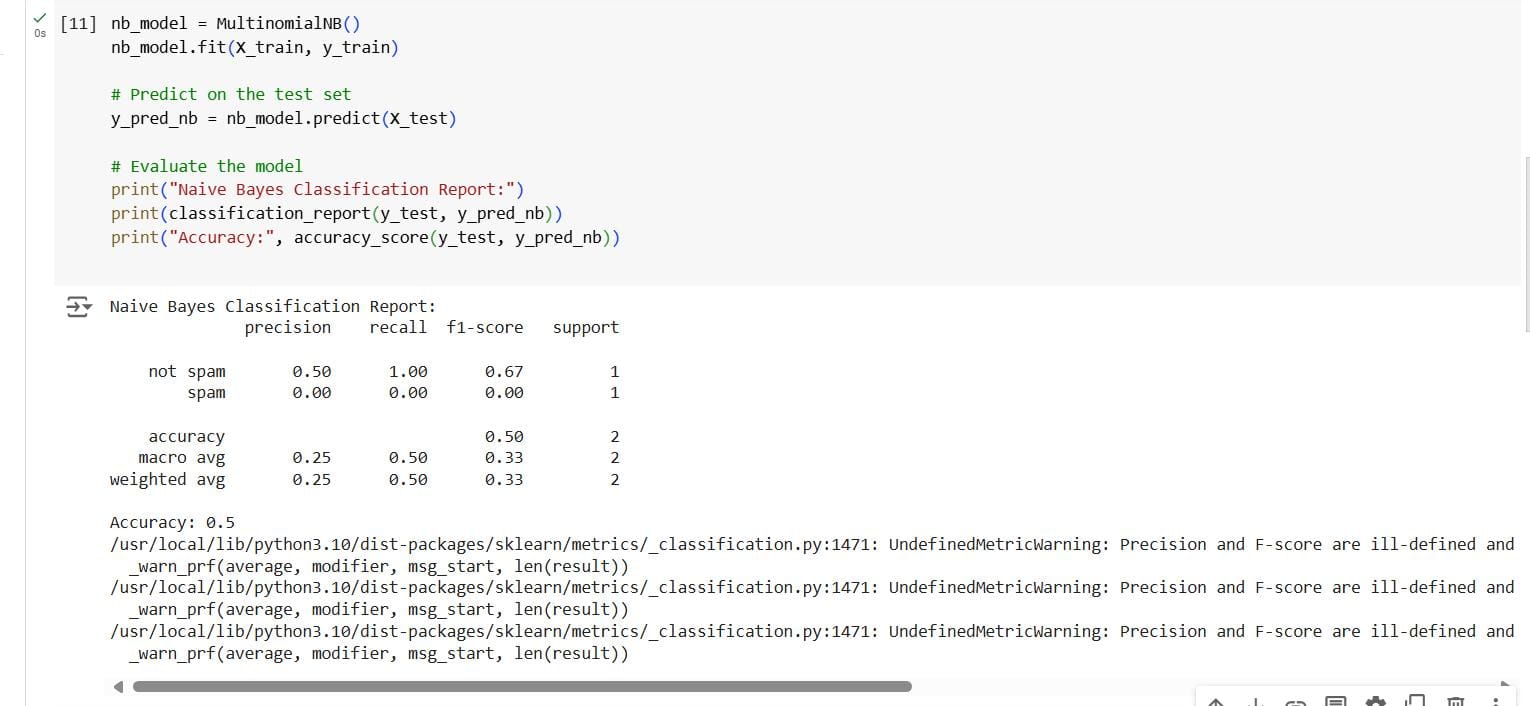 [11] nb_model = MultinomialNB()
nb_model.fit(X_train, y_train)
# Predict on the test set
y_pred_nb = nb_model.predict(X_test)
# Evaluate the model
print("Naive Bayes Classification Report:")
print(classification_report(y_test, y_pred_nb))
print("Accuracy:", accuracy_score(y_test, y_pred_nb))
0s
Naive Bayes Classification Report:
precision recall f1-score support
not spam 0.50 1.00 0.67 1
spam 0.00 0.00 0.00 1
accuracy 0.50 2
macro avg 0.25 0.50 0.33 2
weighted avg 0.25 0.50 0.33 2
Accuracy: 0.5
/usr/local/lib/python3.10/dist-packages/sklearn/metrics/_classification.py:1471: UndefinedMetricWarning: Precision and F-score are ill-defined and
_warn_prf(average, modifier, msg_start, len(result))
/usr/local/lib/python3.10/dist-packages/sklearn/metrics/_classification.py:1471: UndefinedMetricWarning: Precision and F-score are ill-defined and
_warn_prf(average, modifier, msg_start, len(result))
/usr/local/lib/python3.10/dist-packages/sklearn/metrics/_classification.py:1471: UndefinedMetricWarning: Precision and F-score are ill-defined and
_warn_prf(average, modifier, msg_start, len(result))